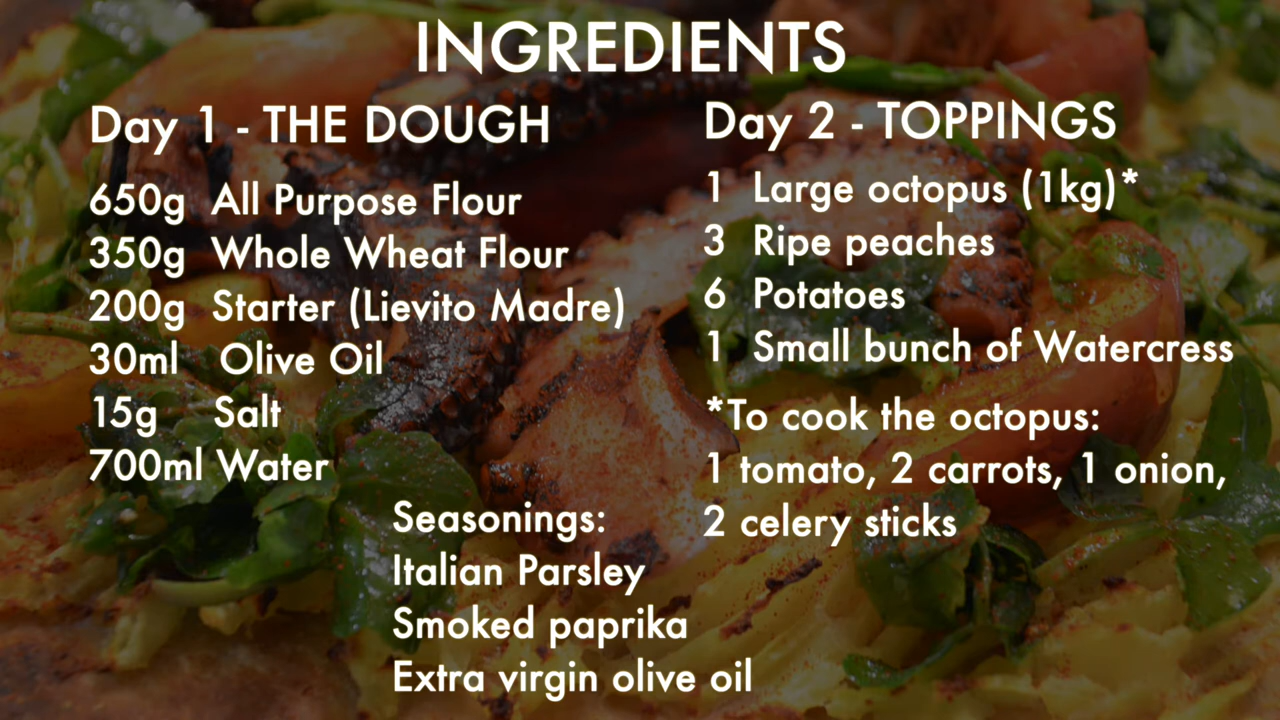 INGREDIENTS
Day 1 - THE DOUGH
650g All Purpose Flour
350g Whole Wheat Flour
200g Starter (Lievito Madre)
30ml Olive Oil
15g Salt
700ml Water
Day 2 - TOPPINGS
1 Large octopus (1kg)*
3 Ripe peaches
6 Potatoes
1 Small bunch of Watercress
*To cook the octopus:
1 tomato, 2 carrots, 1 onion,
2 celery sticks
Seasonings:
Italian Parsley
Smoked paprika
Extra virgin olive oil